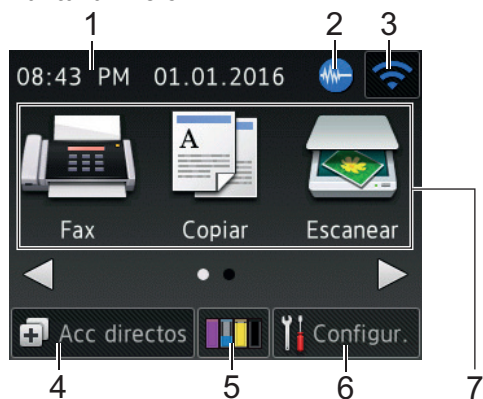 1 2 3
08:43 PM 01.01.2016
A
Fax Copiar Escanear
Acc directos Configur.
4 5 6 7